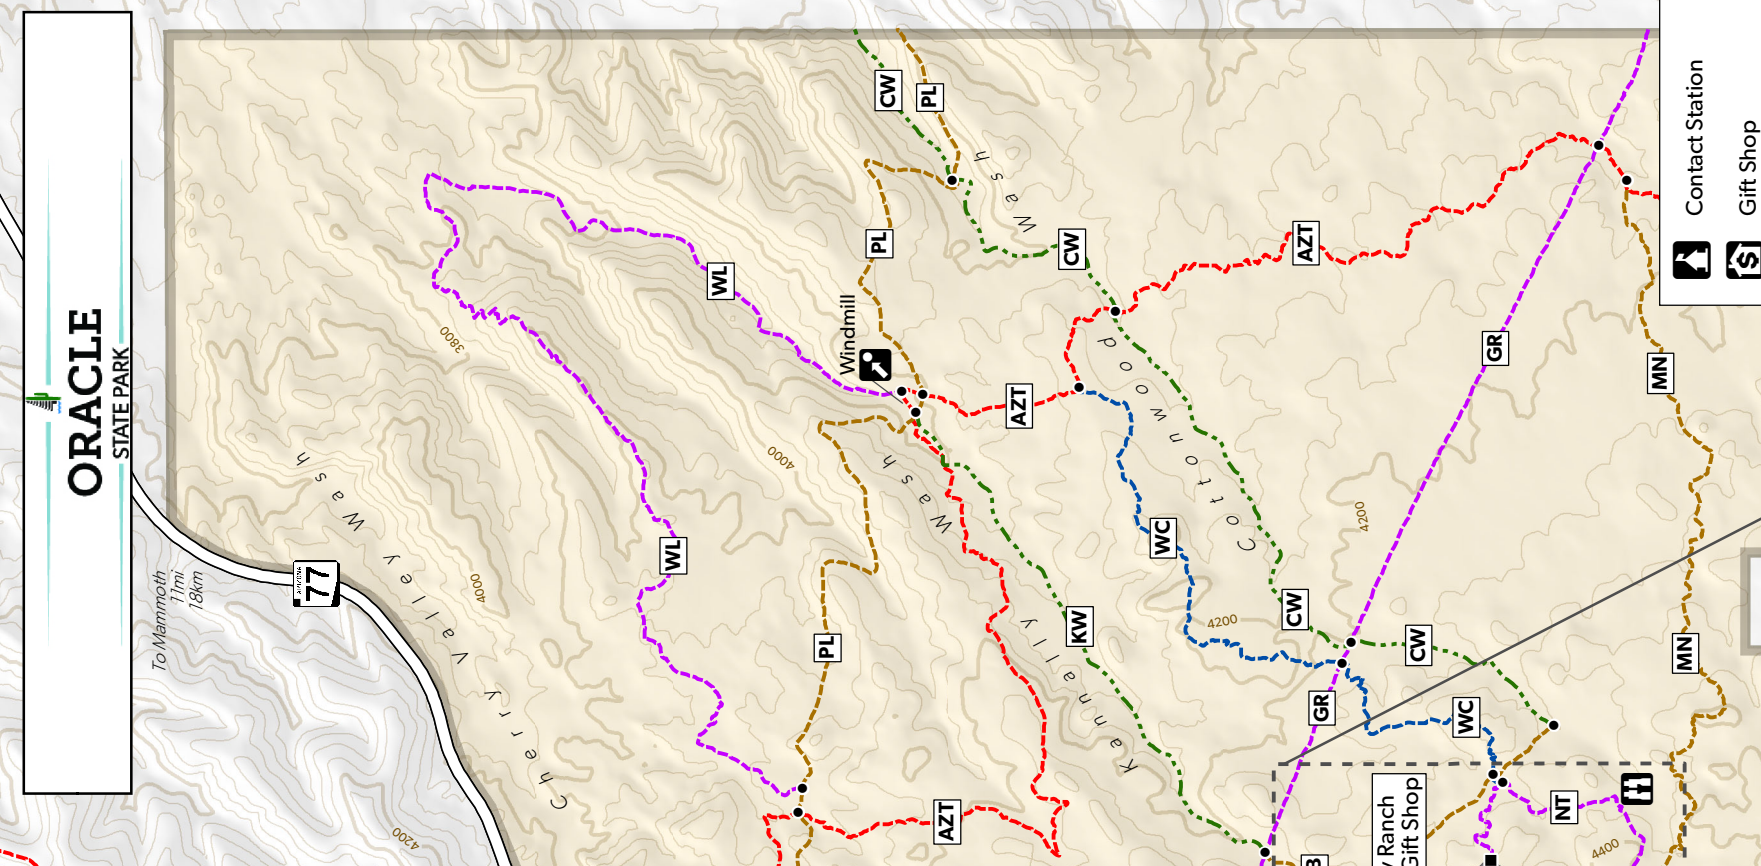 ORACLE
STATE PARK
To Mammoth
11mi
18km
ARIZONA
77
Cherry Valley Wash
3800
4000
4000
4200
4200
4200
4400
WL
WL
PL
PL
PL
CW
CW
CW
CW
Wash
Cottonwood
Windmill
AZT
AZT
AZT
Kannally Wash
KW
WC
WC
GR
GR
MN
MN
NT
Ranch
Gift Shop
Contact Station
Gift Shop
$